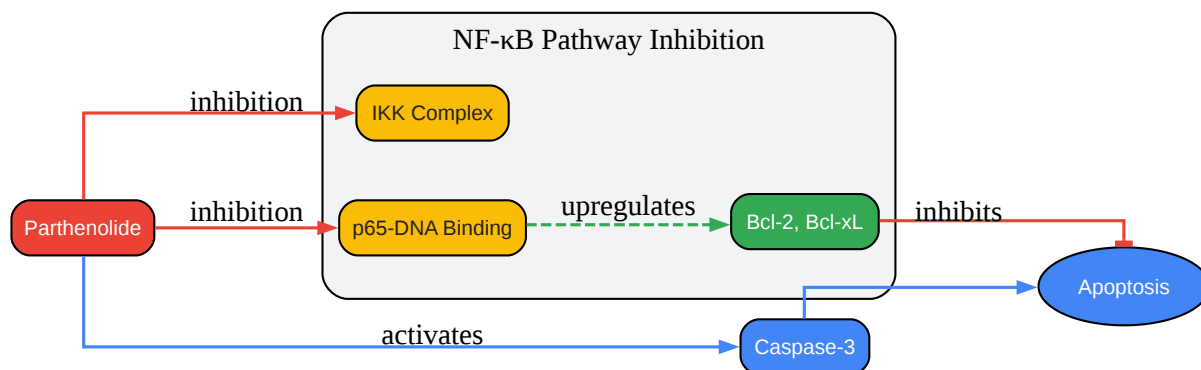 NF-κB Pathway Inhibition
inhibition
IKK Complex
Parthenolide
inhibition
p65-DNA Binding
upregulates
Bcl-2, Bcl-xL
inhibits
Apoptosis
activates
Caspase-3